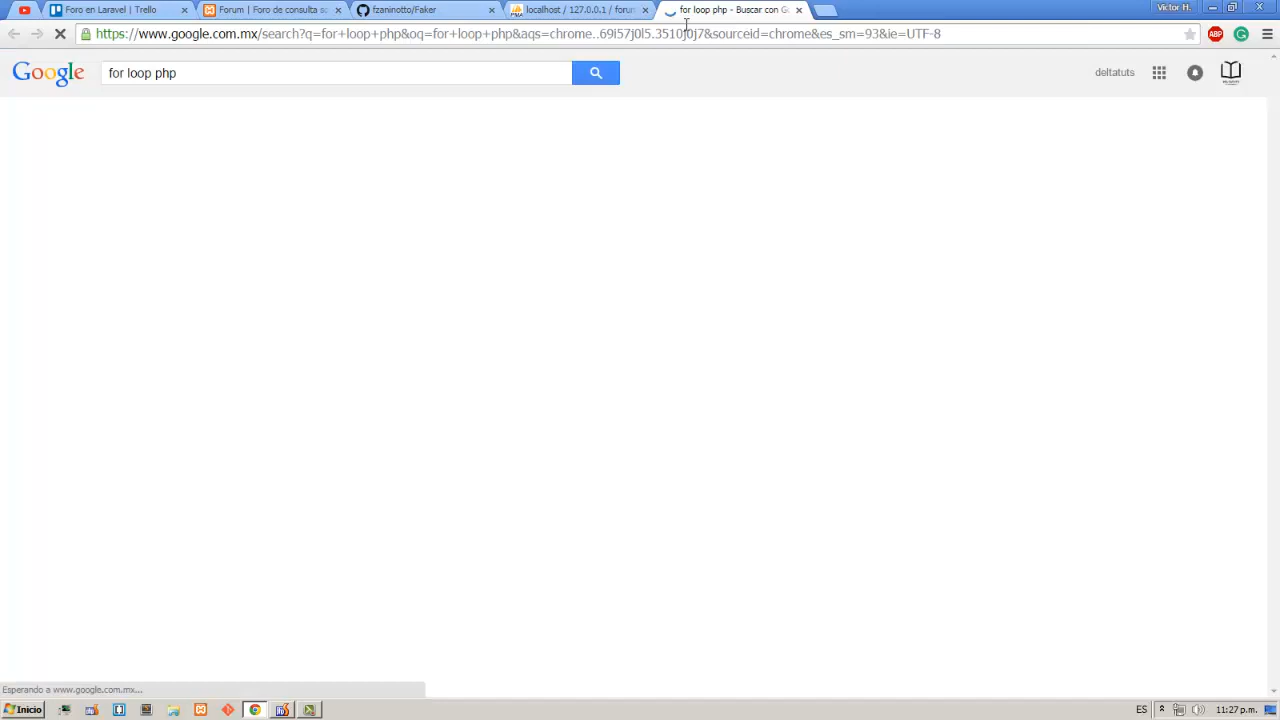 Foro en Laravel | Trello
Forum | Foro de consulta so
fzaninotto/Faker
localhost / 127.0.0.1 / forum
for loop php - Buscar con Go
Victor H.
https://www.google.com.mx/search?q=for+loop+php&oq=for+loop+php&aqs=chrome..69i57j0l5.3510j0j7&sourceid=chrome&es_sm=93&ie=UTF-8
ABP
Google
for loop php
deltatuts
Esperando a www.google.com.mx...
Inicio
ES
11:27 p.m.